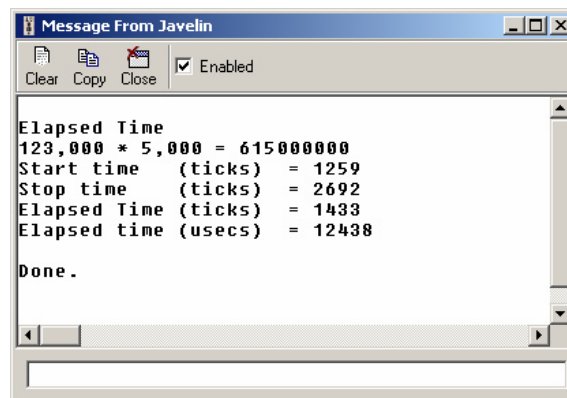 Message From Javelin
Clear Copy Close Enabled
Elapsed Time
123,000 * 5,000 = 615000000
Start time (ticks) = 1259
Stop time (ticks) = 2692
Elapsed Time (ticks) = 1433
Elapsed time (usecs) = 12438
Done.